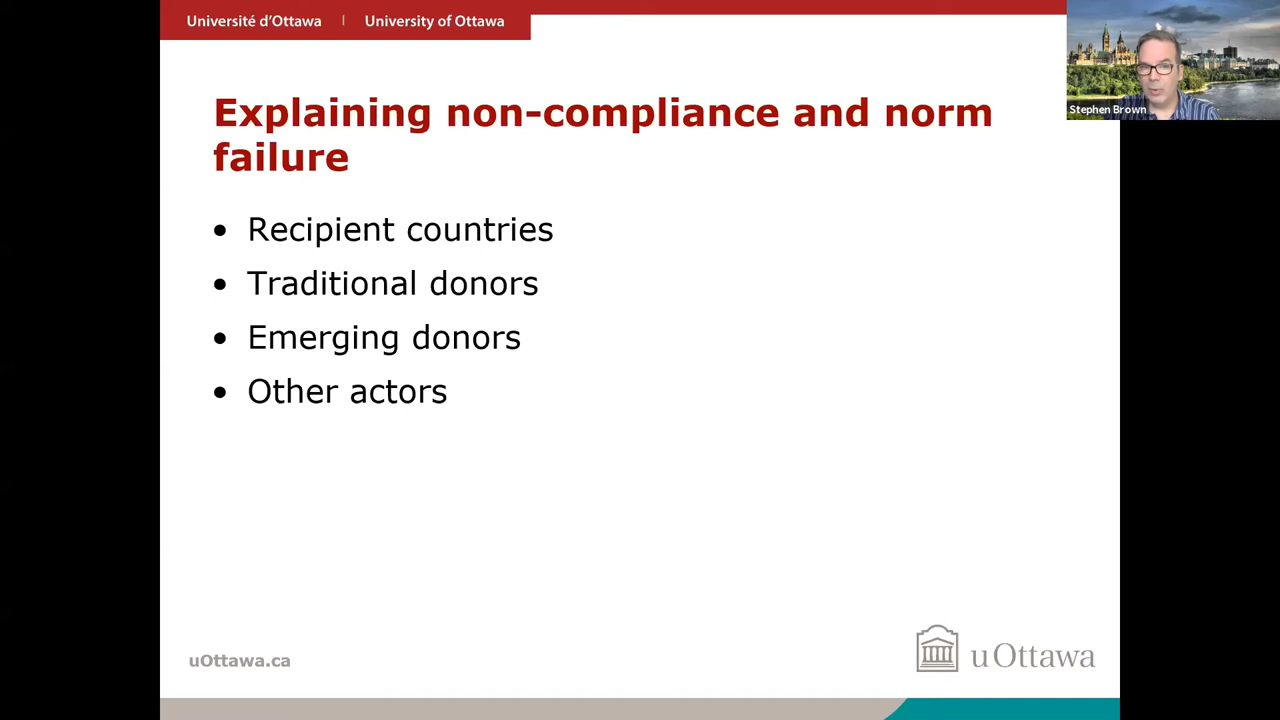 Université d'Ottawa | University of Ottawa
Stephen Brown
Explaining non-compliance and norm
failure
• Recipient countries
• Traditional donors
• Emerging donors
• Other actors
uOttawa.ca
uOttawa